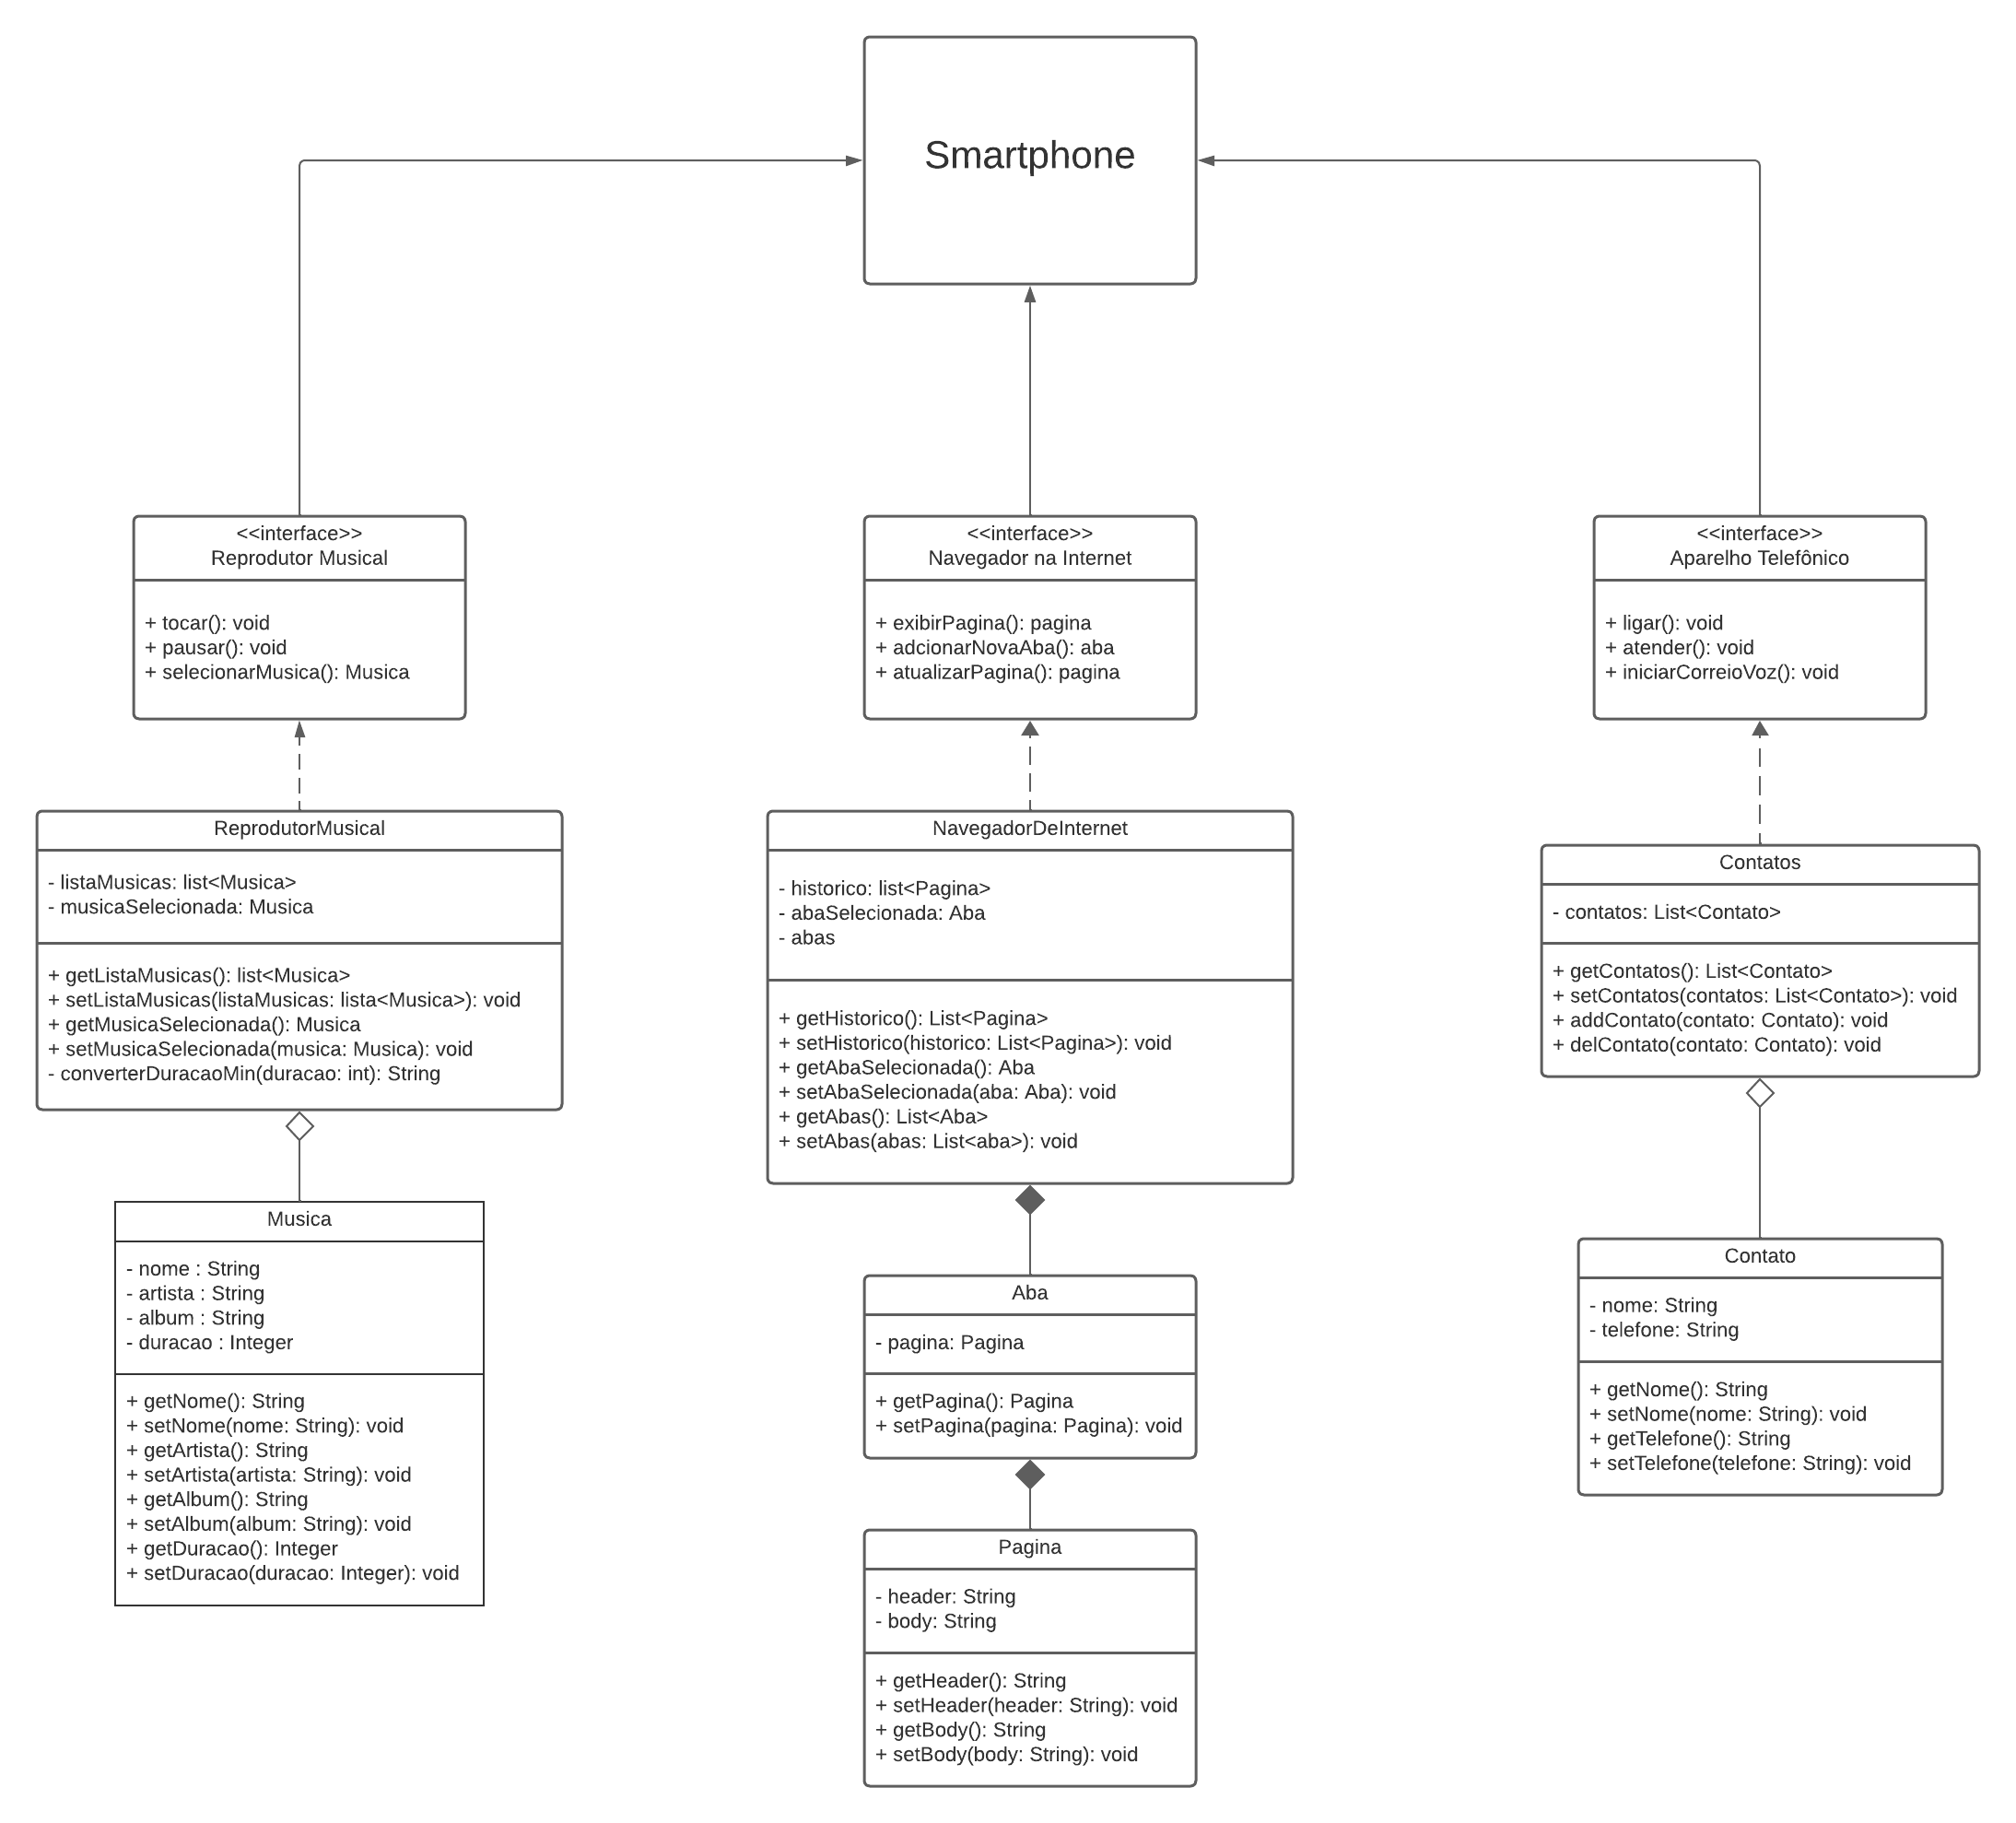 Smartphone
<<interface>>
Reprodutor Musical
+ tocar(): void
+ pausar(): void
+ selecionarMusica(): Musica
<<interface>>
Navegador na Internet
+ exibirPagina(): pagina
+ adcionarNovaAba(): aba
+ atualizarPagina(): pagina
<<interface>>
Aparelho Telefônico
+ ligar(): void
+ atender(): void
+ iniciarCorreioVoz(): void
ReprodutorMusical
- listaMusicas: list<Musica>
- musicaSelecionada: Musica
+ getListaMusicas(): list<Musica>
+ setListaMusicas(listaMusicas: lista<Musica>): void
+ getMusicaSelecionada(): Musica
+ setMusicaSelecionada(musica: Musica): void
- converterDuracaoMin(duracao: int): String
NavegadorDeInternet
- historico: list<Pagina>
- abaSelecionada: Aba
- abas
+ getHistorico(): List<Pagina>
+ setHistorico(historico: List<Pagina>): void
+ getAbaSelecionada(): Aba
+ setAbaSelecionada(aba: Aba): void
+ getAbas(): List<Aba>
+ setAbas(abas: List<aba>): void
Contatos
- contatos: List<Contato>
+ getContatos(): List<Contato>
+ setContatos(contatos: List<Contato>): void
+ addContato(contato: Contato): void
+ delContato(contato: Contato): void
Musica
- nome : String
- artista : String
- album : String
- duracao : Integer
+ getNome(): String
+ setNome(nome: String): void
+ getArtista(): String
+ setArtista(artista: String): void
+ getAlbum(): String
+ setAlbum(album: String): void
+ getDuracao(): Integer
+ setDuracao(duracao: Integer): void
Aba
- pagina: Pagina
+ getPagina(): Pagina
+ setPagina(pagina: Pagina): void
Contato
- nome: String
- telefone: String
+ getNome(): String
+ setNome(nome: String): void
+ getTelefone(): String
+ setTelefone(telefone: String): void
Pagina
- header: String
- body: String
+ getHeader(): String
+ setHeader(header: String): void
+ getBody(): String
+ setBody(body: String): void